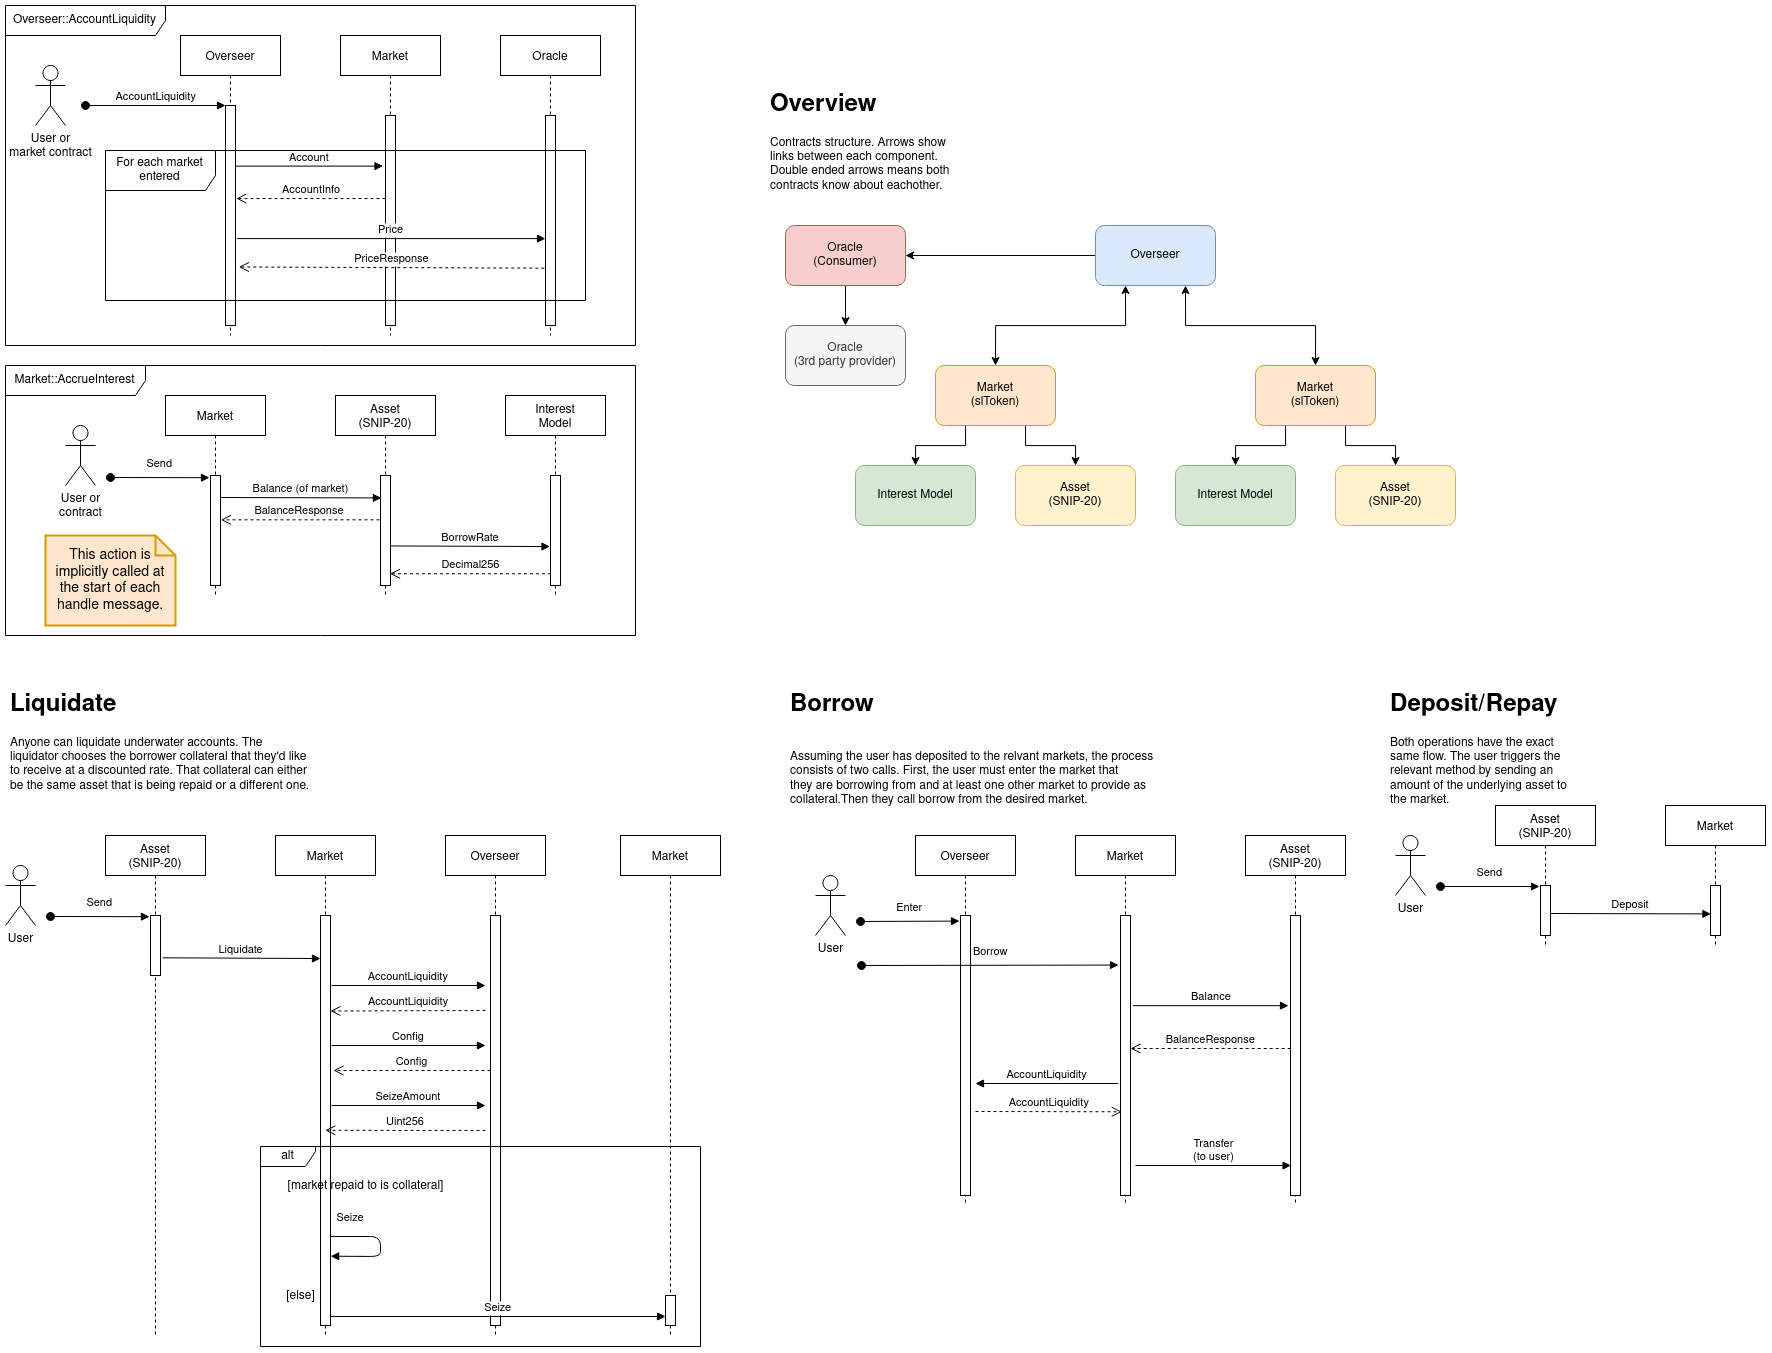 Overseer::AccountLiquidity
Overseer
Market
Oracle
AccountLiquidity
User or
market contract
For each market
entered
Account
AccountInfo
Price
PriceResponse
Market::AccrueInterest
Market
Asset
(SNIP-20)
Interest
Model
Send
User or
contract
Balance (of market)
BalanceResponse
BorrowRate
Decimal256
This action is
implicitly called at
the start of each
handle message.
Overview
Contracts structure. Arrows show
links between each component.
Double ended arrows means both
contracts know about eachother.
Oracle
(Consumer)
Overseer
Oracle
(3rd party provider)
Market
(slToken)
Market
(slToken)
Interest Model
Asset
(SNIP-20)
Interest Model
Asset
(SNIP-20)
Liquidate
Anyone can liquidate underwater accounts. The
liquidator chooses the borrower collateral that they'd like
to receive at a discounted rate. That collateral can either
be the same asset that is being repaid or a different one.
Asset
(SNIP-20)
Market
Overseer
Market
Send
User
Liquidate
AccountLiquidity
AccountLiquidity
Config
Config
SeizeAmount
Uint256
alt
[market repaid to is collateral]
Seize
[else]
Seize
Borrow
Assuming the user has deposited to the relvant markets, the process
consists of two calls. First, the user must enter the market that
they are borrowing from and at least one other market to provide as
collateral.Then they call borrow from the desired market.
Overseer
Market
Asset
(SNIP-20)
Enter
User
Borrow
Balance
BalanceResponse
AccountLiquidity
AccountLiquidity
Transfer
(to user)
Deposit/Repay
Both operations have the exact
same flow. The user triggers the
relevant method by sending an
amount of the underlying asset to
the market.
Asset
(SNIP-20)
Market
Send
User
Deposit